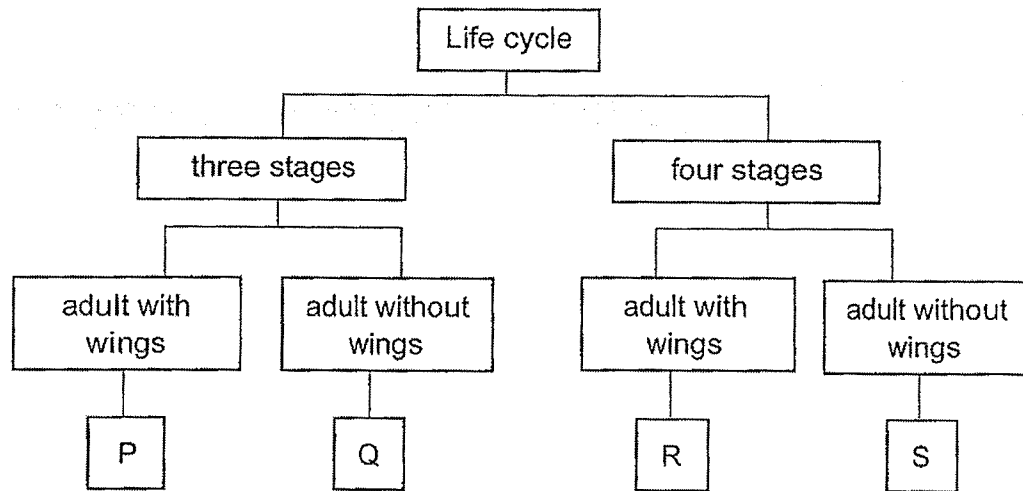 Life cycle
three stages
four stages
adult with
wings
adult without
wings
adult with
wings
adult without
wings
P
Q
R
S